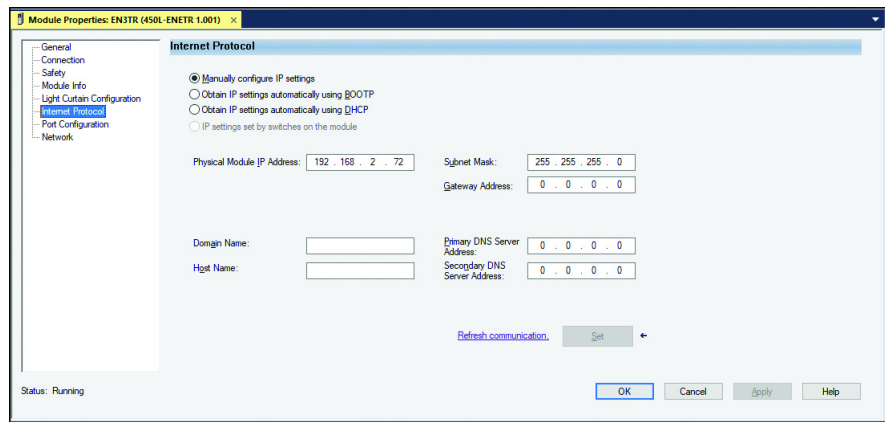 Module Properties: EN3TR (450L-ENETR 1.001) ×
General
Connection
Safety
Module Info
Light Curtain Configuration
Internet Protocol
Port Configuration
Network
Internet Protocol
Manually configure IP settings
Obtain IP settings automatically using BOOTP
Obtain IP settings automatically using DHCP
IP settings set by switches on the module
Physical Module IP Address: 192 . 168 . 2 . 72
Subnet Mask: 255 . 255 . 255 . 0
Gateway Address: 0 . 0 . 0 . 0
Domain Name:
Host Name:
Primary DNS Server
Address: 0 . 0 . 0 . 0
Secondary DNS
Server Address: 0 . 0 . 0 . 0
Refresh communication. Set ←
Status: Running
OK Cancel Apply Help